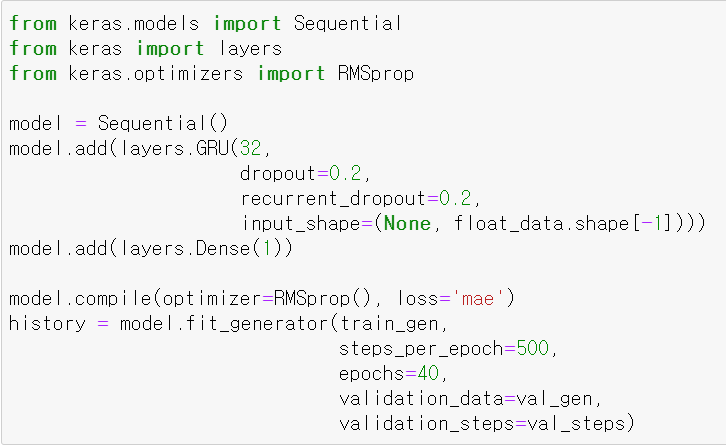 from keras.models import Sequential
from keras import layers
from keras.optimizers import RMSprop

model = Sequential()
model.add(layers.GRU(32,
                     dropout=0.2,
                     recurrent_dropout=0.2,
                     input_shape=(None, float_data.shape[-1])))
model.add(layers.Dense(1))

model.compile(optimizer=RMSprop(), loss='mae')
history = model.fit_generator(train_gen,
                              steps_per_epoch=500,
                              epochs=40,
                              validation_data=val_gen,
                              validation_steps=val_steps)